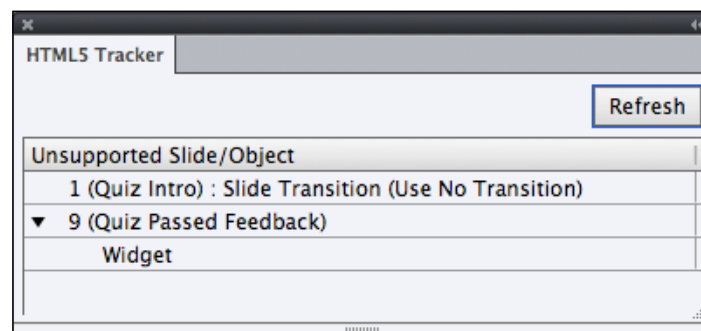 HTML5 Tracker
Refresh
Unsupported Slide/Object
1 (Quiz Intro) : Slide Transition (Use No Transition)
9 (Quiz Passed Feedback)
Widget